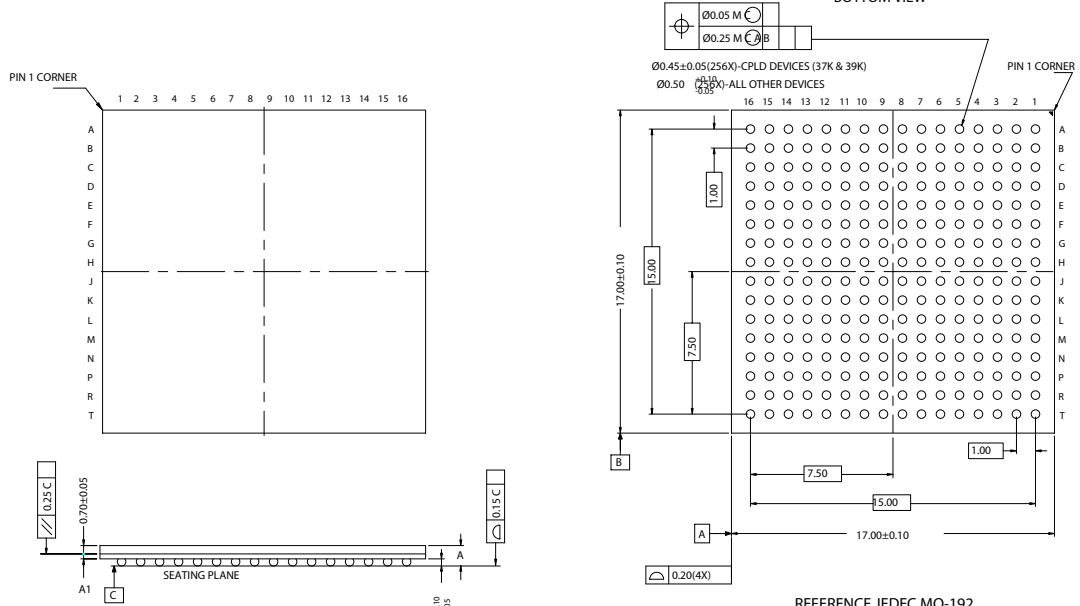 BOTTOM VIEW
Ø0.05 M C
Ø0.25 M C A B
Ø0.45±0.05(256X)-CPLD DEVICES (37K & 39K)
Ø0.50 +0.10 -0.05 (256X)-ALL OTHER DEVICES
PIN 1 CORNER
PIN 1 CORNER
1 2 3 4 5 6 7 8 9 10 11 12 13 14 15 16
16 15 14 13 12 11 10 9 8 7 6 5 4 3 2 1
A
B
C
D
E
F
G
H
J
K
L
M
N
P
R
T
A
B
C
D
E
F
G
H
J
K
L
M
N
P
R
T
1.00
15.00
17.00±0.10
7.50
1.00
7.50
15.00
17.00±0.10
B
A
0.20(4X)
0.25 C
0.70±0.05
0.15 C
A
SEATING PLANE
A1
C
REFERENCE JEDEC MO-192